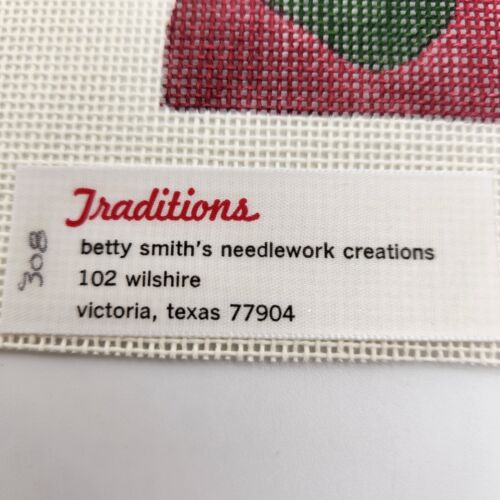 Traditions
betty smith's needlework creations
102 wilshire
victoria, texas 77904
308